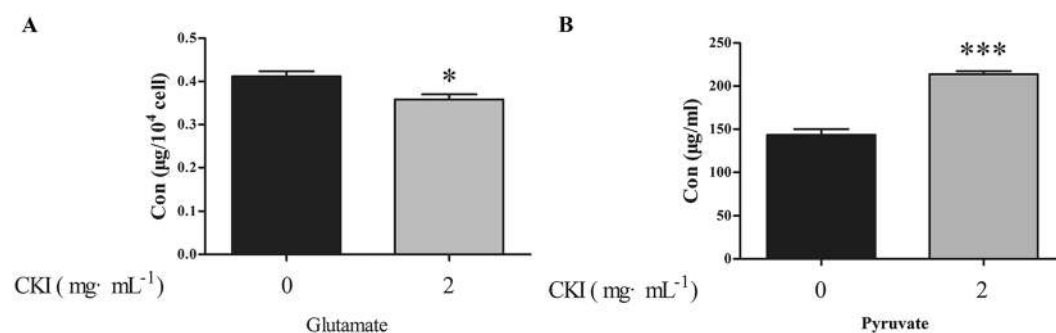 A
Con (μg/10⁴ cell)
0.5
0.4
0.3
0.2
0.1
0.0
*
CKI ( mg· mL⁻¹) 0 2
Glutamate
B
Con (μg/ml)
250
200
150
100
50
0
***
CKI ( mg· mL⁻¹) 0 2
Pyruvate